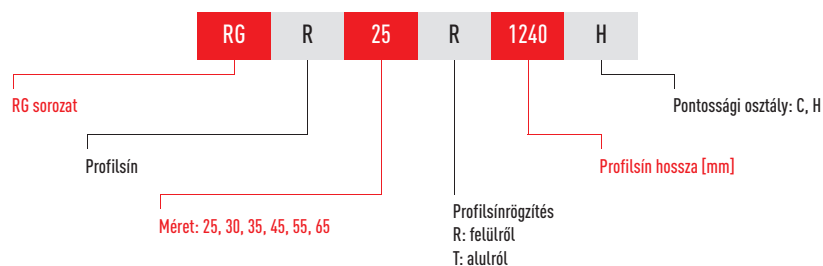 RG R 25 R 1240 H
RG sorozat
Pontossági osztály: C, H
Profilsín
Profilsín hossza [mm]
Méret: 25, 30, 35, 45, 55, 65
Profilsínrögzítés
R: felülről
T: alulról